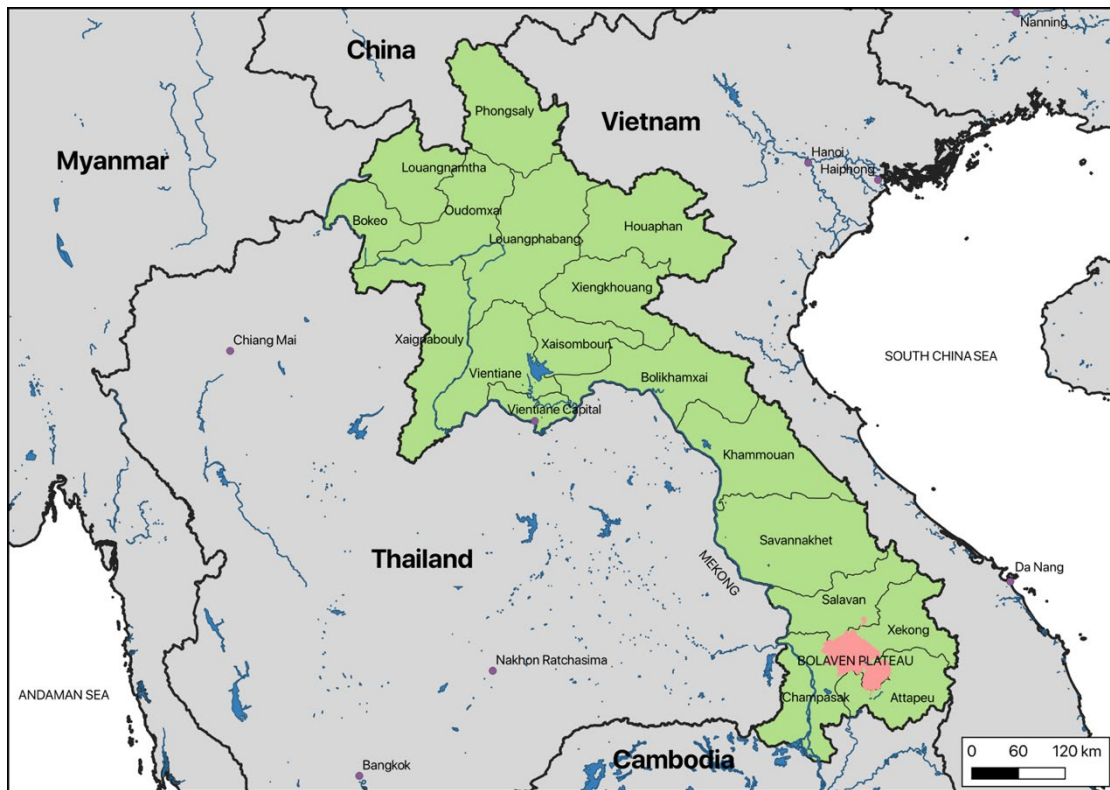 Nanning
China
Phongsaly
Vietnam
Myanmar
Hanoi
Louangnamtha
Haiphong
Oudomxai
Bokeo
Houaphan
Louangphabang
Xiengkhouang
Chiang Mai
Xaignabouly
Xaisomboun
SOUTH CHINA SEA
Vientiane
Bolikhamxai
Vientiane Capital
Khammouan
Savannakhet
Thailand
MEKONG
Da Nang
Salavan
Xekong
Nakhon Ratchasima
BOLAVEN PLATEAU
ANDAMAN SEA
Champasak
Attapeu
Cambodia
0 60 120 km
Bangkok